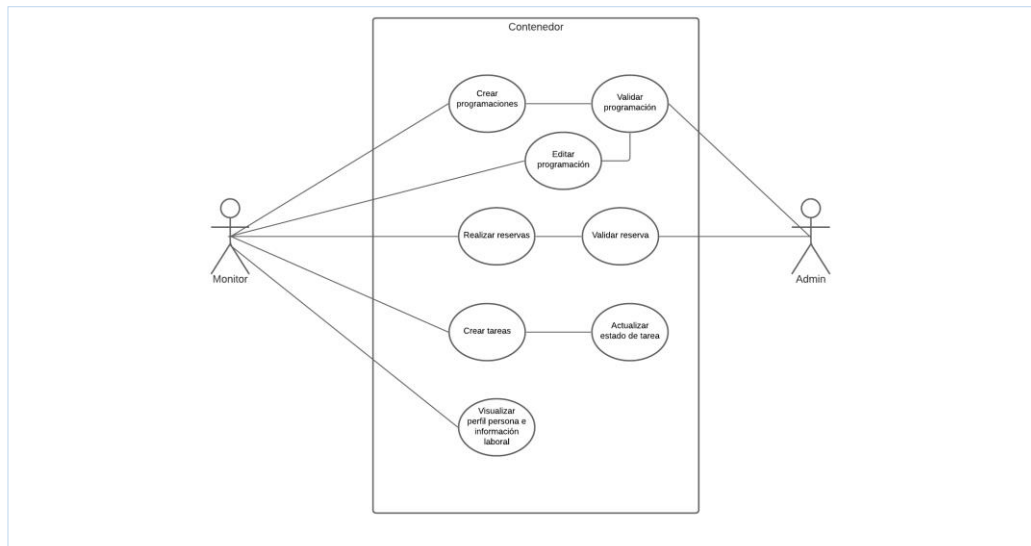 Contenedor
Crear
programaciones
Validar
programación
Editar
programación
Realizar reservas
Validar reserva
Monitor
Admin
Crear tareas
Actualizar
estado de tarea
Visualizar
perfil persona e
información
laboral